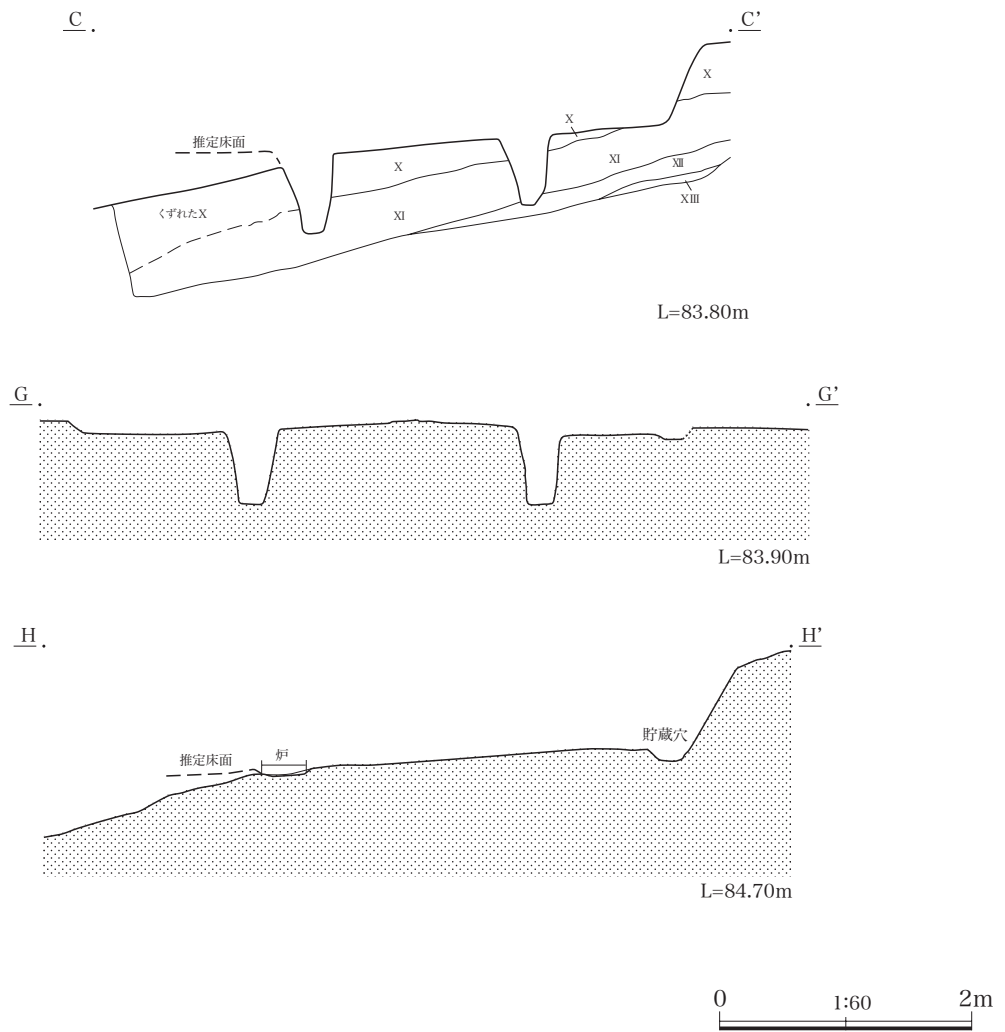 C C’
X
X
推定床面
X
XI
XII
くずれたX
XI
XIII
L=83.80m
G G’
L=83.90m
H H’
貯蔵穴
推定床面 炉
L=84.70m
0 1:60 2m